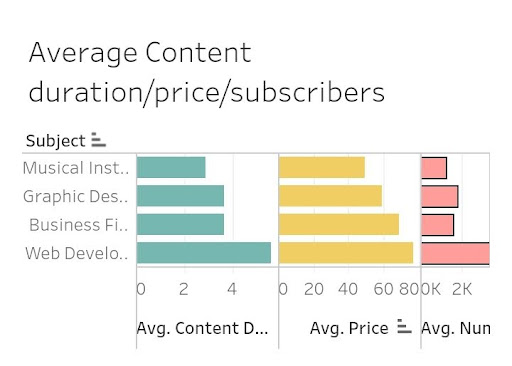 Average Content
duration/price/subscribers
Subject
Musical Inst..
Graphic Des..
Business Fi..
Web Develo..
0 2 4 0 20 40 60 80 0K 2K
Avg. Content D... Avg. Price Avg. Nun